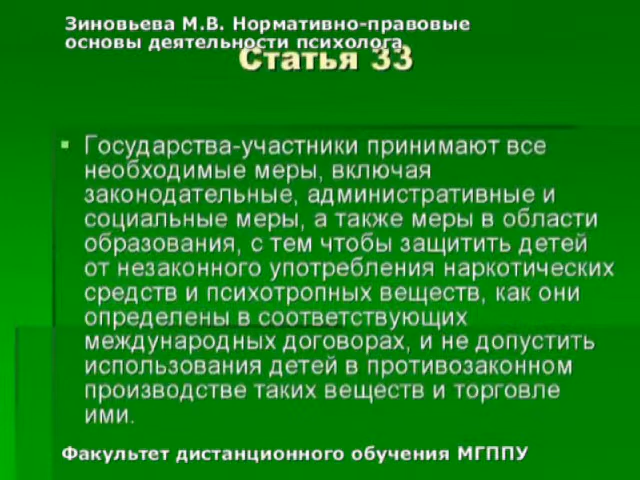 Зиновьева М.В. Нормативно-правовые
основы деятельности психолога
Статья 33
Государства-участники принимают все
необходимые меры, включая
законодательные, административные и
социальные меры, а также меры в области
образования, с тем чтобы защитить детей
от незаконного употребления наркотических
средств и психотропных веществ, как они
определены в соответствующих
международных договорах, и не допустить
использования детей в противозаконном
производстве таких веществ и торговле
ими.
Факультет дистанционного обучения МГППУ